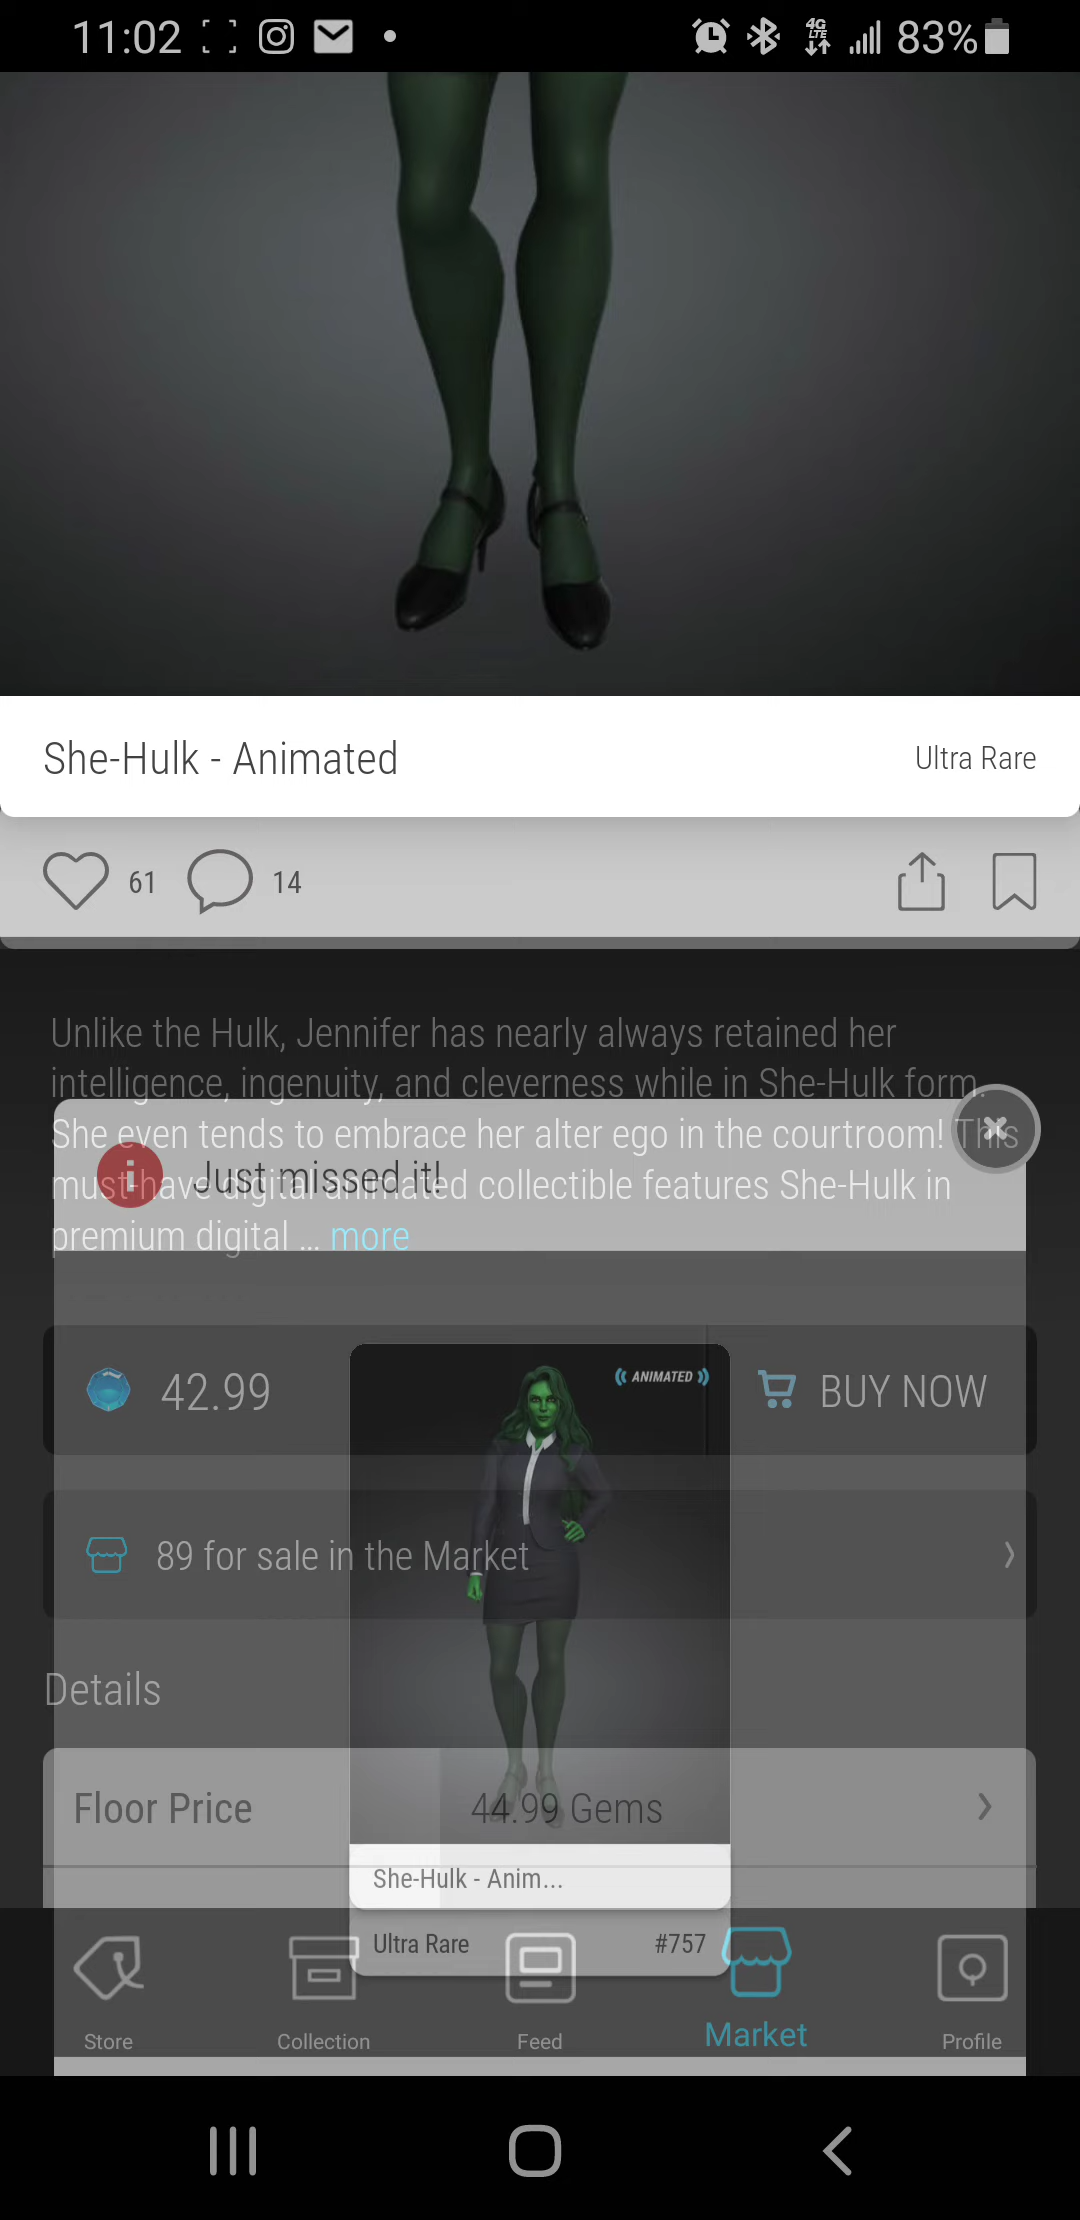 11:02
4G
LTE
83%
She-Hulk - Animated
Ultra Rare
61
14
Unlike the Hulk, Jennifer has nearly always retained her
intelligence, ingenuity, and cleverness while in She-Hulk form.
She even tends to embrace her alter ego in the courtroom! This
must-have digital animated collectible features She-Hulk in
premium digital ... more
Just missed it!
42.99
BUY NOW
ANIMATED
89 for sale in the Market
Details
Floor Price
44.99 Gems
She-Hulk - Anim...
Ultra Rare
#757
Store
Collection
Feed
Market
Profile